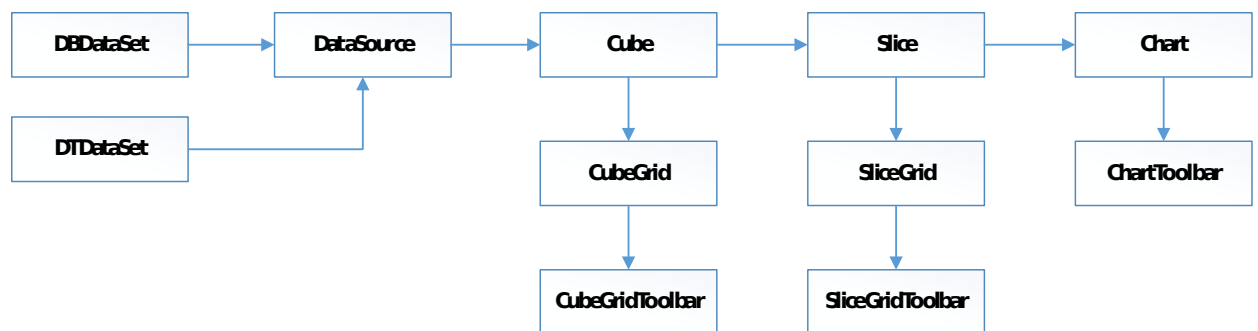 DBDataSet
DataSource
Cube
Slice
Chart
DTDataSet
CubeGrid
SliceGrid
ChartToolbar
CubeGridToolbar
SliceGridToolbar